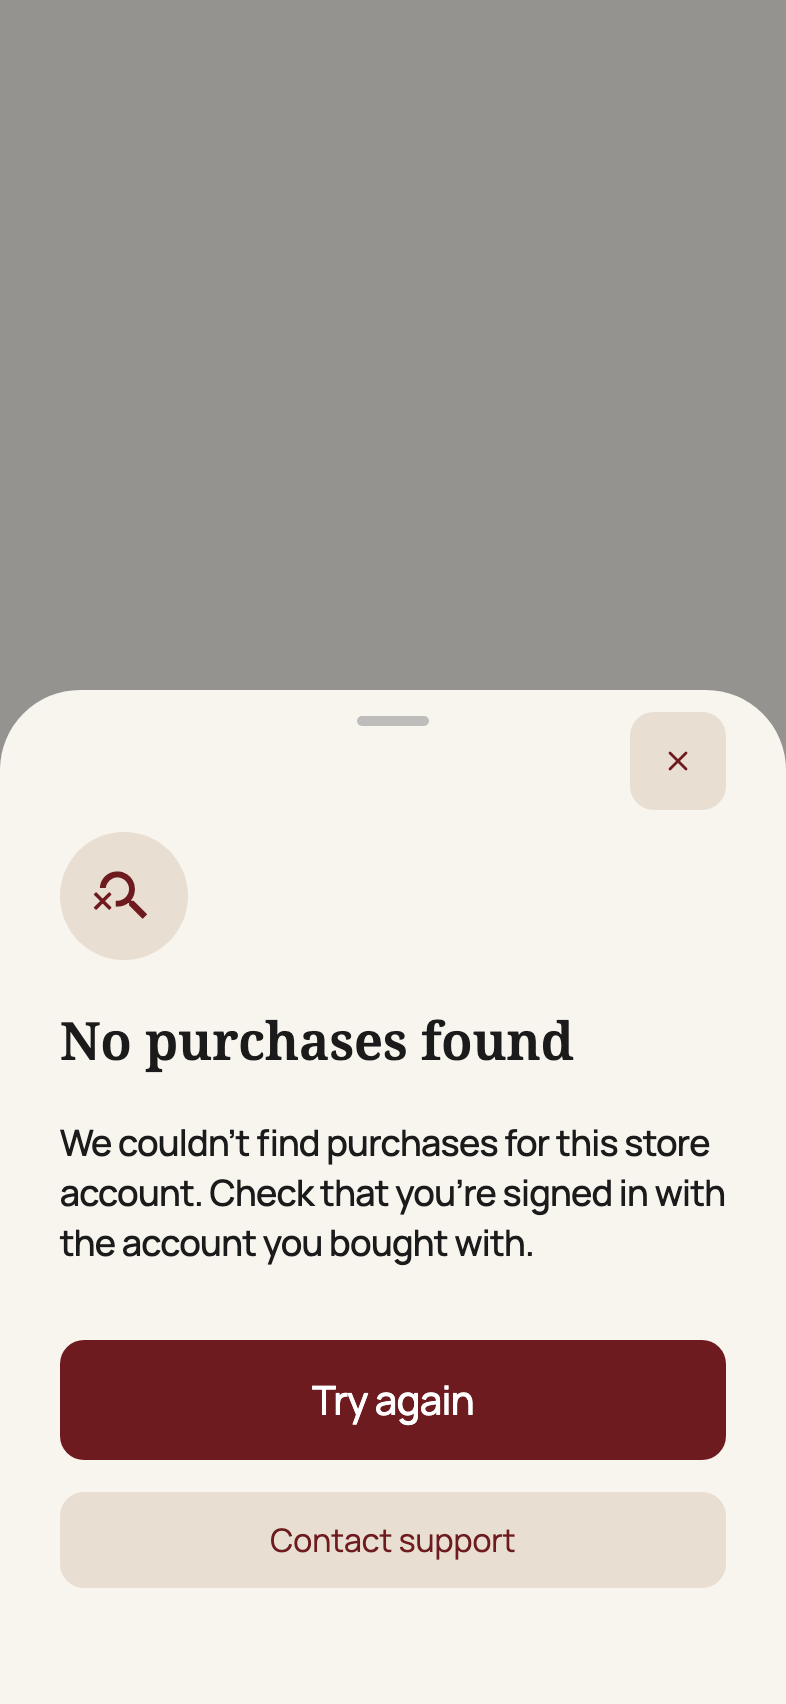 No purchases found
We couldn’t find purchases for this store
account. Check that you’re signed in with
the account you bought with.
Try again
Contact support